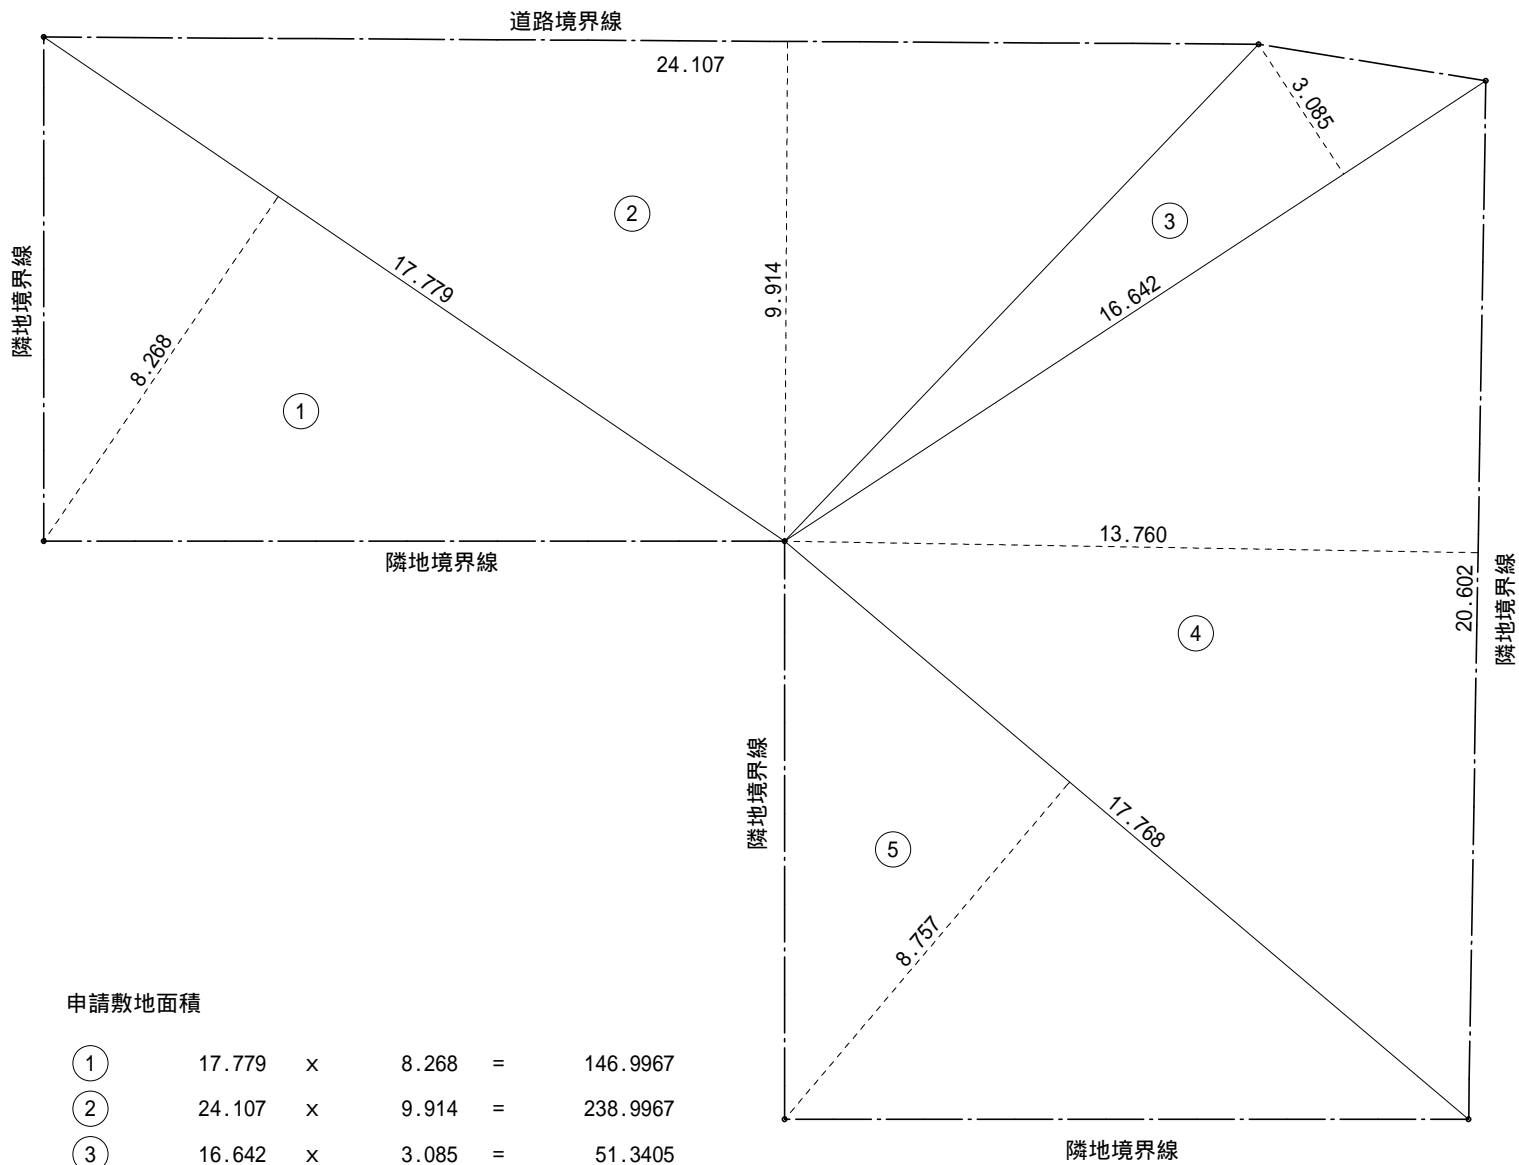 道路境界線
24.107
3.085
②
③
隣地境界線
17.779
9.914
16.642
8.268
①
13.760
隣地境界線
20.602
隣地境界線
④
隣地境界線
⑤
17.768
8.757
申請敷地面積
① 17.779 x 8.268 = 146.9967
② 24.107 x 9.914 = 238.9967
③ 16.642 x 3.085 = 51.3405
隣地境界線